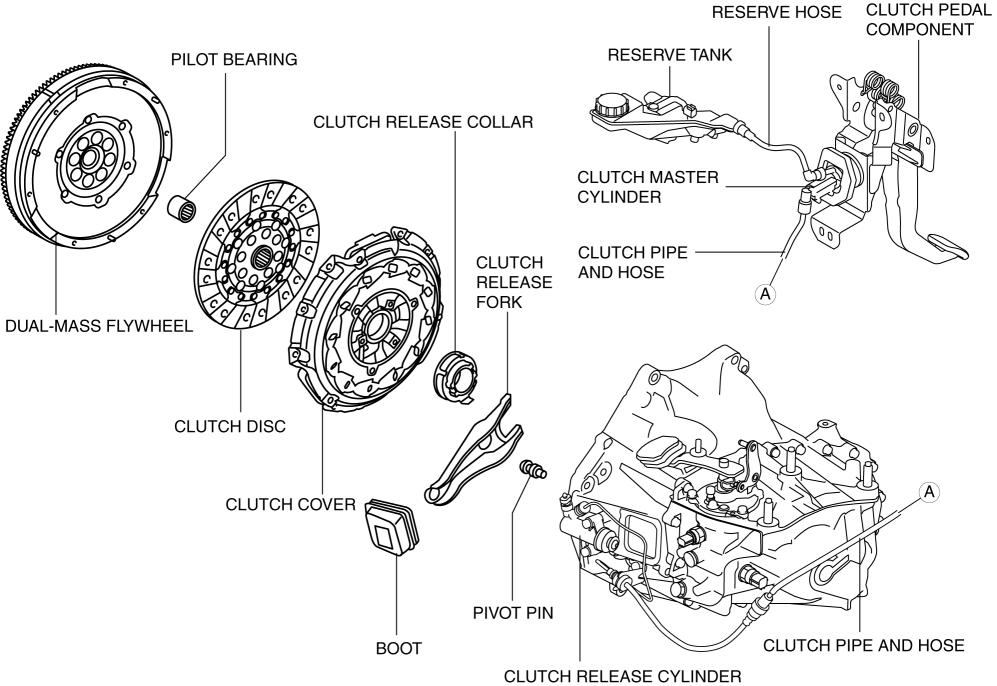 RESERVE HOSE
CLUTCH PEDAL
COMPONENT
RESERVE TANK
PILOT BEARING
CLUTCH RELEASE COLLAR
CLUTCH MASTER
CYLINDER
CLUTCH PIPE
AND HOSE
CLUTCH
RELEASE
FORK
A
DUAL-MASS FLYWHEEL
CLUTCH DISC
CLUTCH COVER
A
PIVOT PIN
BOOT
CLUTCH PIPE AND HOSE
CLUTCH RELEASE CYLINDER